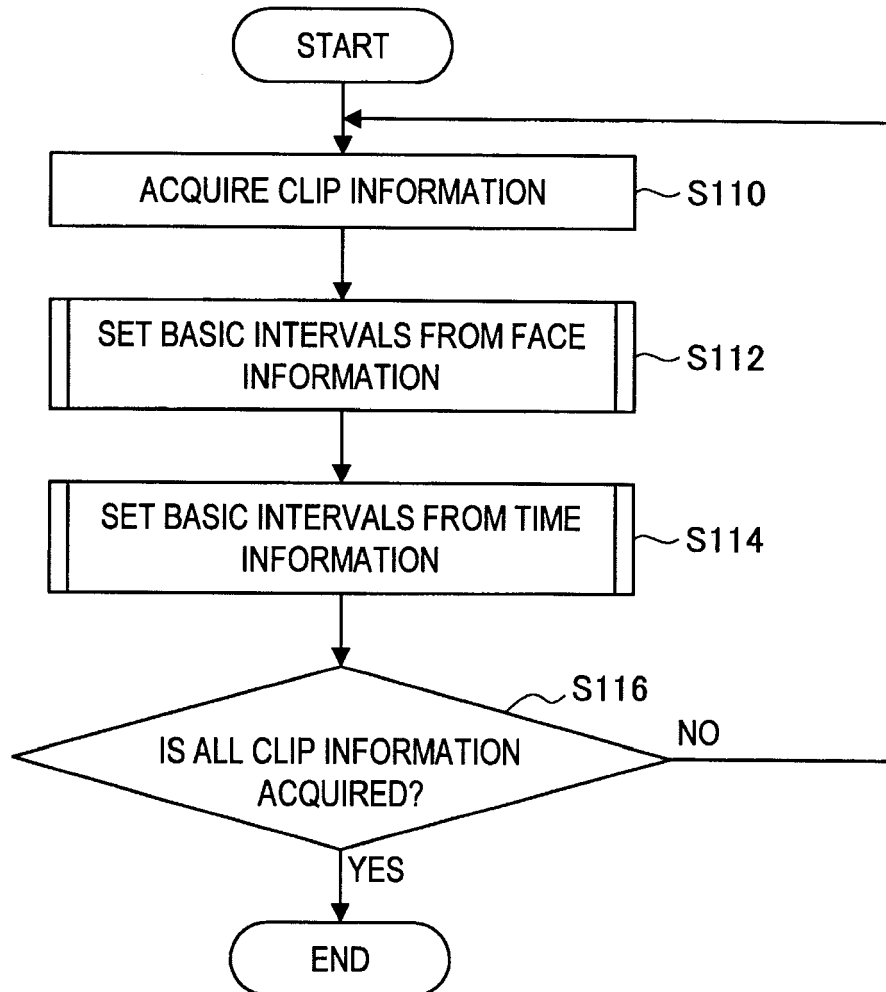 START
ACQUIRE CLIP INFORMATION
S110
SET BASIC INTERVALS FROM FACE
INFORMATION
S112
SET BASIC INTERVALS FROM TIME
INFORMATION
S114
S116
IS ALL CLIP INFORMATION
ACQUIRED?
NO
YES
END